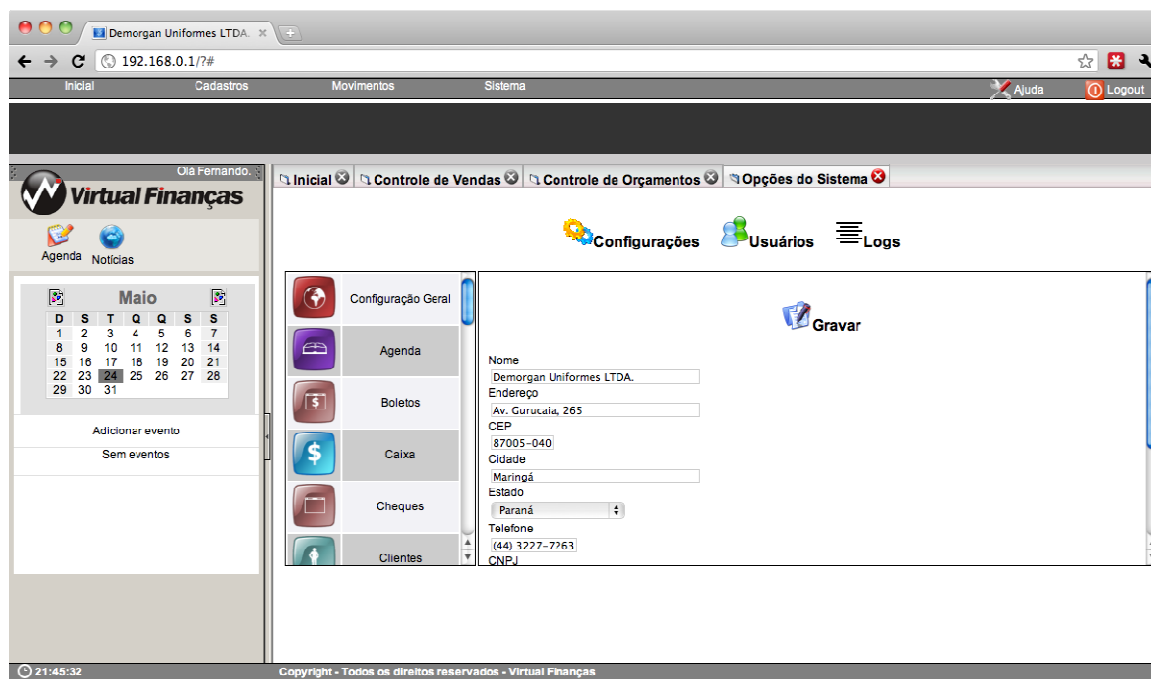 Demorgan Uniformes LTDA.
192.168.0.1/?#
Inicial Cadastros Movimentos Sistema Ajuda Logout
Olá Fernando.
Virtual Finanças
Agenda Notícias
Maio
D S T Q Q S S
1 2 3 4 5 6 7
8 9 10 11 12 13 14
15 16 17 18 19 20 21
22 23 24 25 26 27 28
29 30 31
Adicionar evento
Sem eventos
Inicial Controle de Vendas Controle de Orçamentos Opções do Sistema
Configurações Usuários Logs
Configuração Geral
Agenda
Boletos
Caixa
Cheques
Clientes
Gravar
Nome
Demorgan Uniformes LTDA.
Endereço
Av. Gurucaia, 265
CEP
87005-040
Cidade
Maringá
Estado
Paraná
Telefone
(44) 3227-7263
CNPJ
21:45:32 Copyright - Todos os direitos reservados - Virtual Finanças